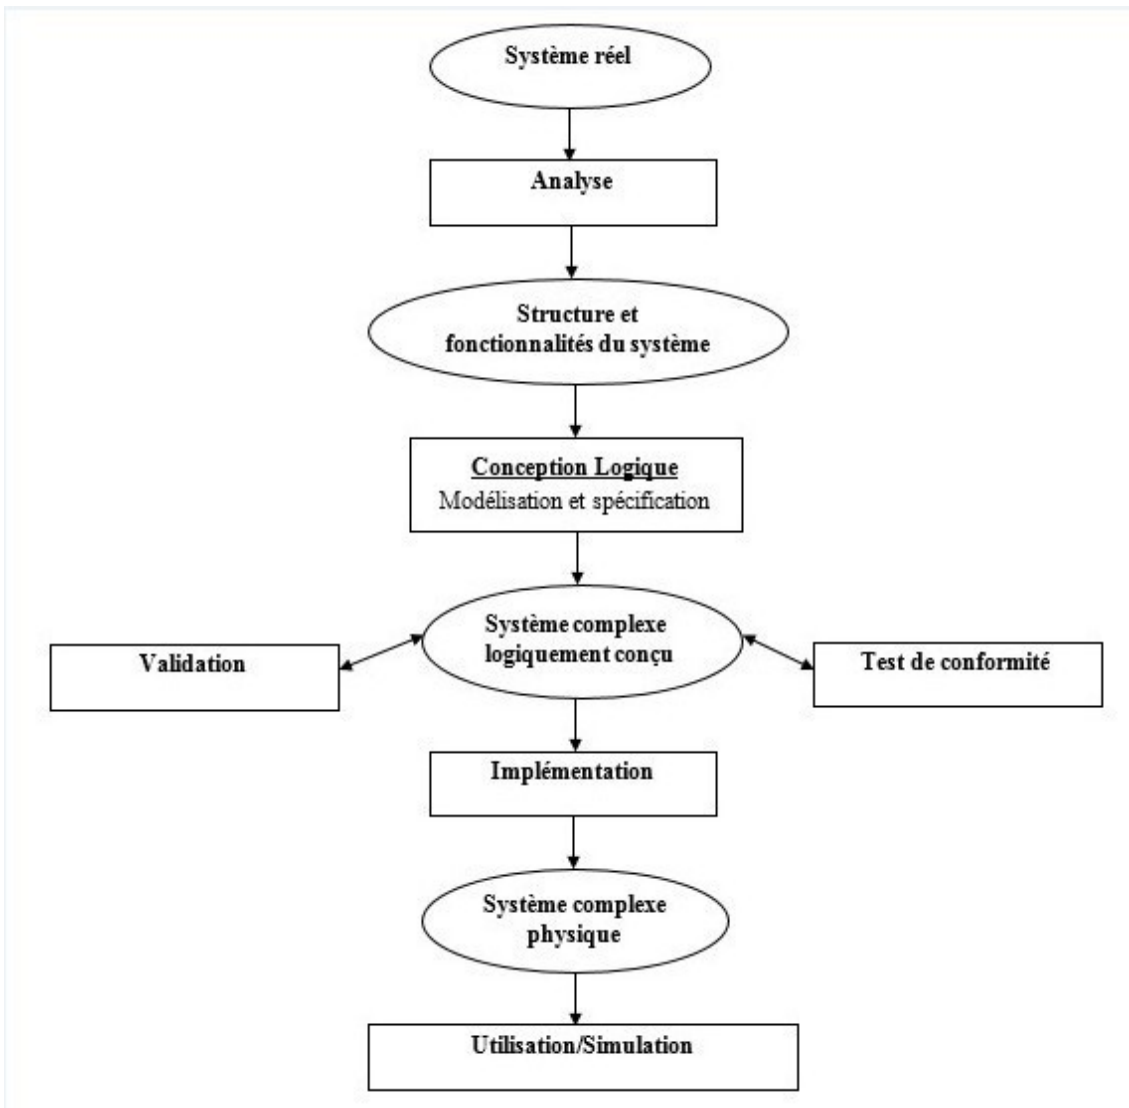 Système réel
Analyse
Structure et
fonctionnalités du système
Conception Logique
Modélisation et spécification
Système complexe
logiquement conçu
Validation
Test de conformité
Implémentation
Système complexe
physique
Utilisation/Simulation